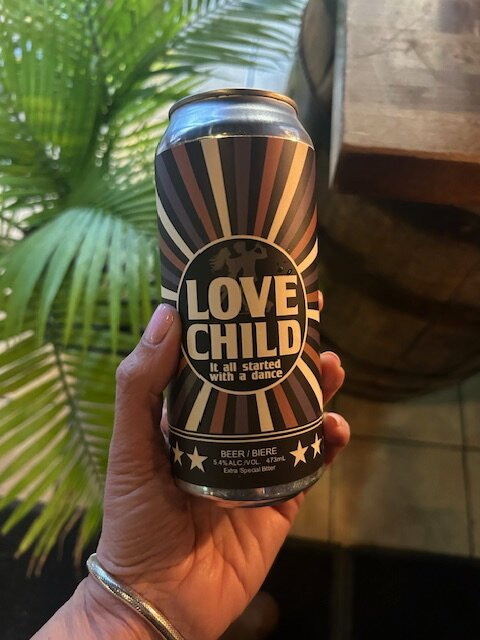 LOVE
CHILD
It all started
with a dance
BEER / BIERE
5.4% ALC /VOL. 473mL
Extra Special Bitter